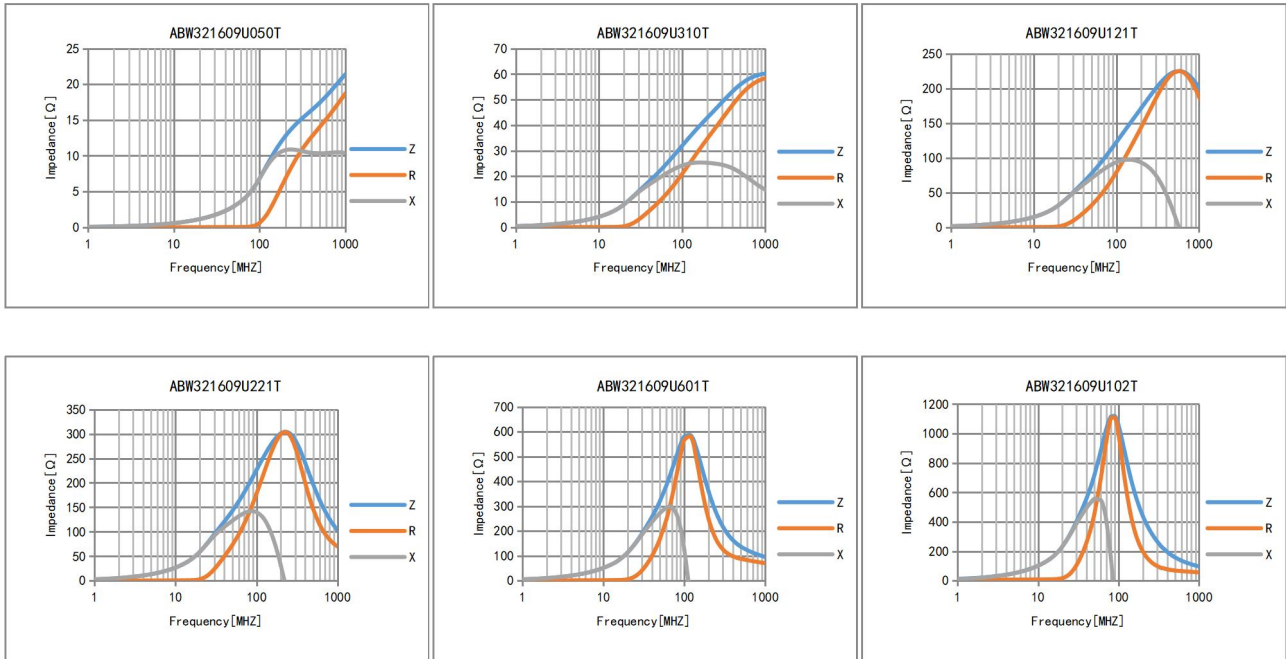 ABW321609U050T
25
20
15
10
5
0
Impedance[Ω]
1 10 100 1000
Frequency[MHZ]
Z
R
X
ABW321609U310T
70
60
50
40
30
20
10
0
Impedance[Ω]
1 10 100 1000
Frequency[MHZ]
Z
R
X
ABW321609U121T
250
200
150
100
50
0
Impedance[Ω]
1 10 100 1000
Frequency[MHZ]
Z
R
X
ABW321609U221T
350
300
250
200
150
100
50
0
Impedance[Ω]
1 10 100 1000
Frequency[MHZ]
Z
R
X
ABW321609U601T
700
600
500
400
300
200
100
0
Impedance[Ω]
1 10 100 1000
Frequency[MHZ]
Z
R
X
ABW321609U102T
1200
1000
800
600
400
200
0
Impedance[Ω]
1 10 100 1000
Frequency[MHZ]
Z
R
X